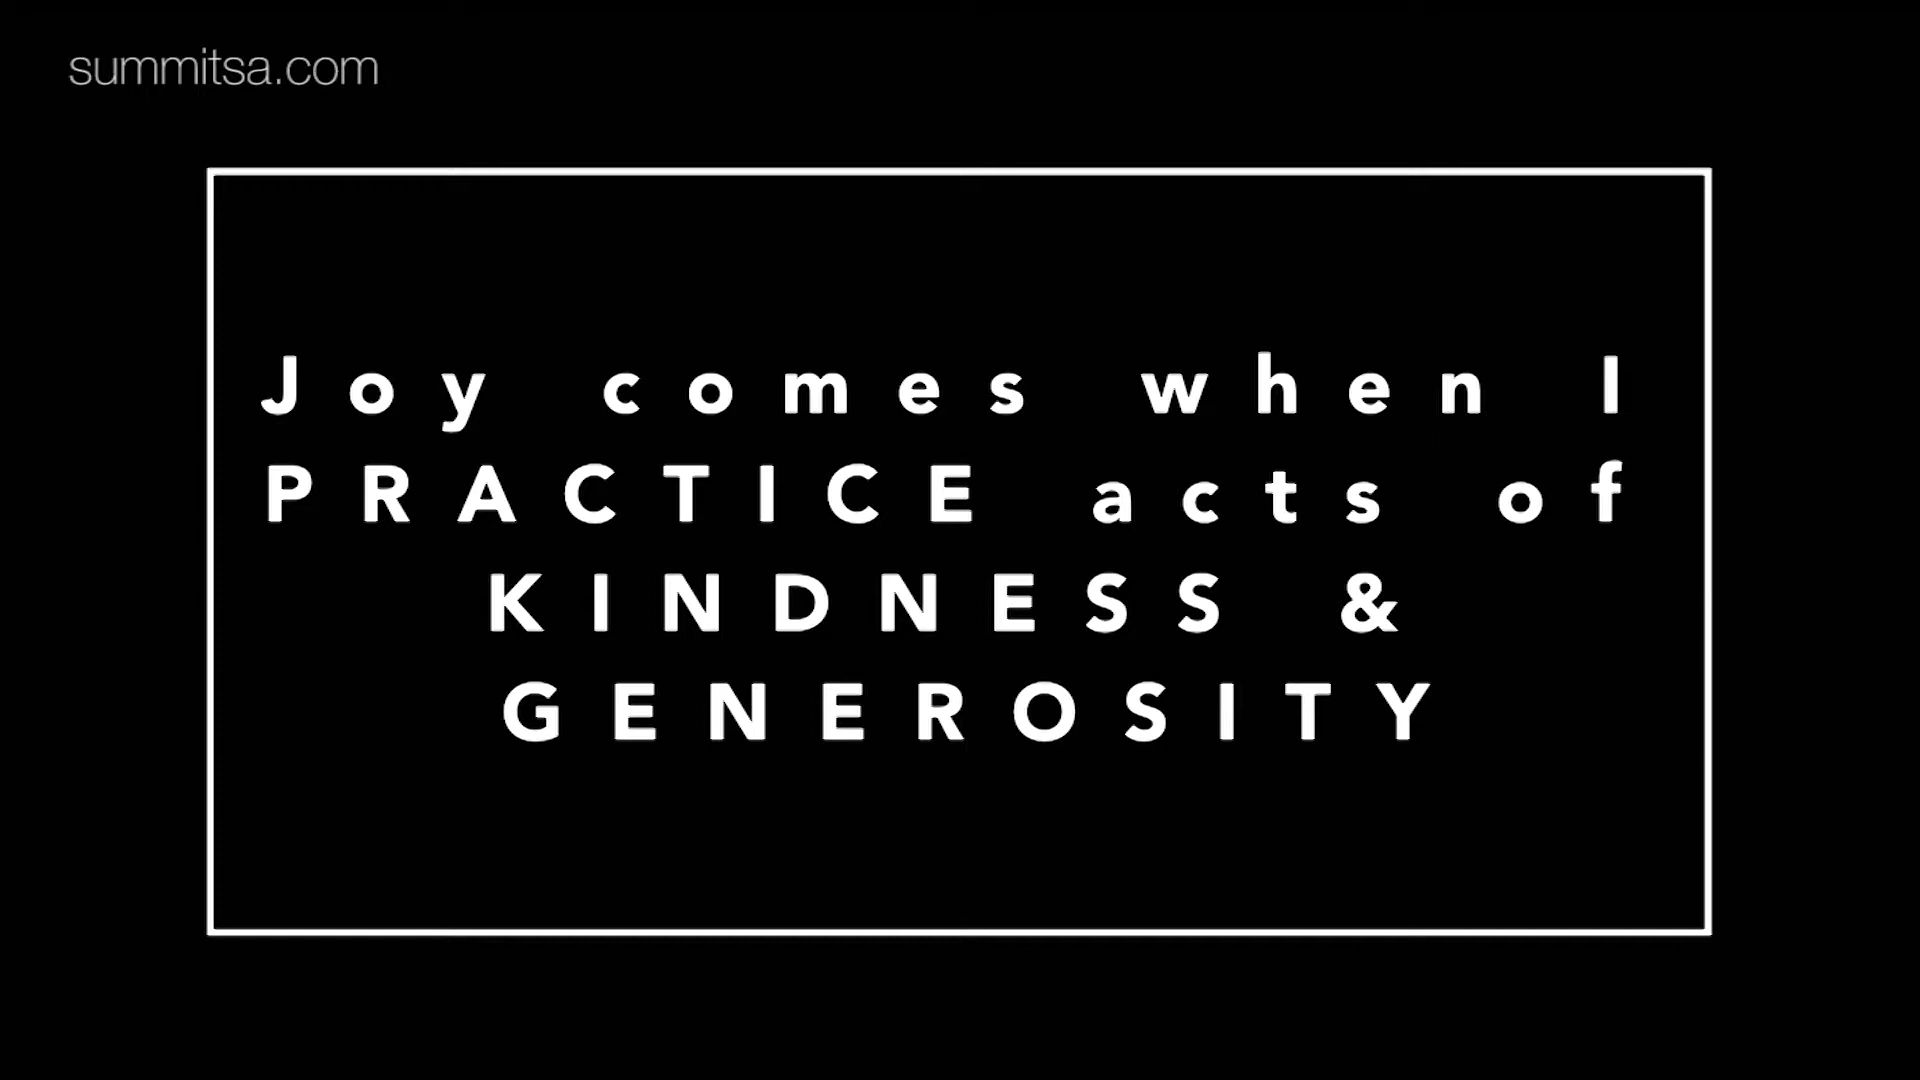 summitsa.com
Joy comes when I
PRACTICE acts of
KINDNESS &
GENEROSITY